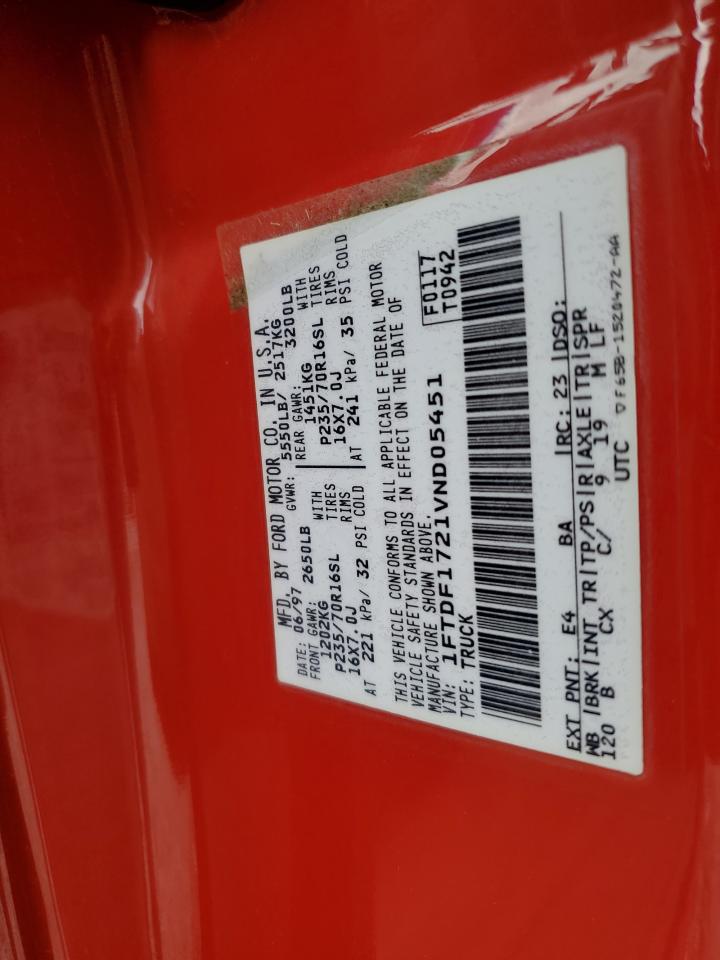 MFD. BY FORD MOTOR CO. IN U.S.A.
DATE: 06/97 GVWR: 5550LB/ 2517KG
FRONT GAWR: 2650LB REAR GAWR: 3200LB
1202KG WITH 1451KG WITH
P235/70R16SL TIRES P235/70R16SL TIRES
16X7.0J RIMS 16X7.0J RIMS
AT 221 kPa/ 32 PSI COLD AT 241 kPa/ 35 PSI COLD
THIS VEHICLE CONFORMS TO ALL APPLICABLE FEDERAL MOTOR
VEHICLE SAFETY STANDARDS IN EFFECT ON THE DATE OF
MANUFACTURE SHOWN ABOVE.
VIN: 1FTDF1721VND05451 F0117
TYPE: TRUCK T0942
EXT PNT: E4 BA RC: 23 DSO:
WB |BRK|INT TR|TP/PS|R|AXLE|TR|SPR
120 B CX C/ 9 19 M LF
UTC ▽F65B-1520472-AA